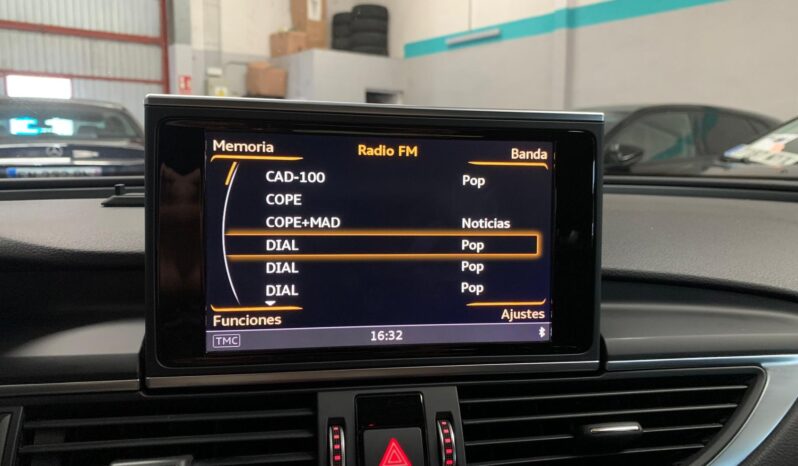 Memoria Radio FM Banda
CAD-100 Pop
COPE
COPE+MAD Noticias
DIAL Pop
DIAL Pop
DIAL Pop
Funciones Ajustes
TMC 16:32